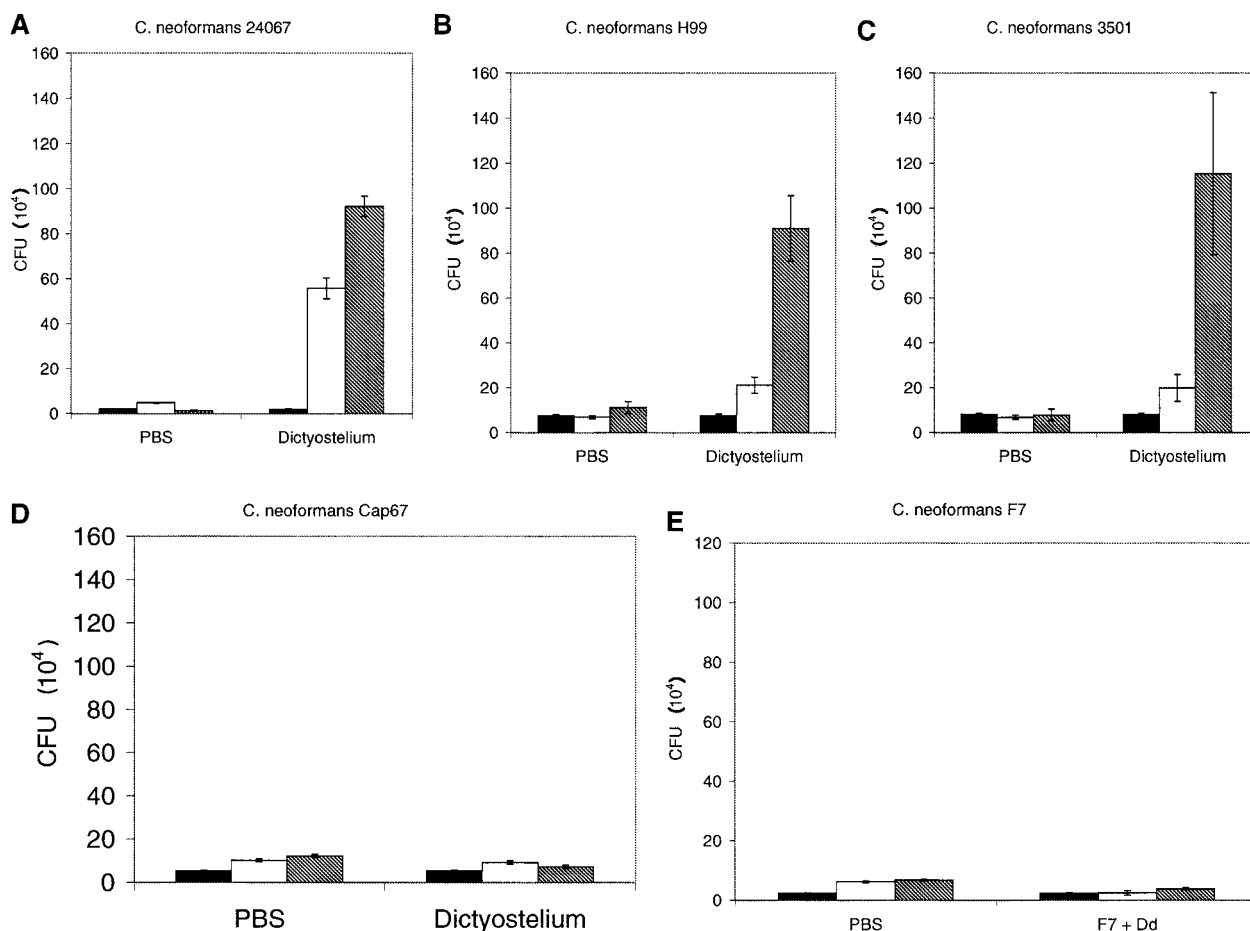 A
C. neoformans 24067
CFU (10⁴)
160
140
120
100
80
60
40
20
0
PBS
Dictyostelium
B
C. neoformans H99
CFU (10⁴)
160
140
120
100
80
60
40
20
0
PBS
Dictyostelium
C
C. neoformans 3501
CFU (10⁴)
160
140
120
100
80
60
40
20
0
PBS
Dictyostelium
D
C. neoformans Cap67
CFU (10⁴)
160
140
120
100
80
60
40
20
0
PBS
Dictyostelium
E
C. neoformans F7
CFU (10⁴)
120
100
80
60
40
20
0
PBS
F7 + Dd